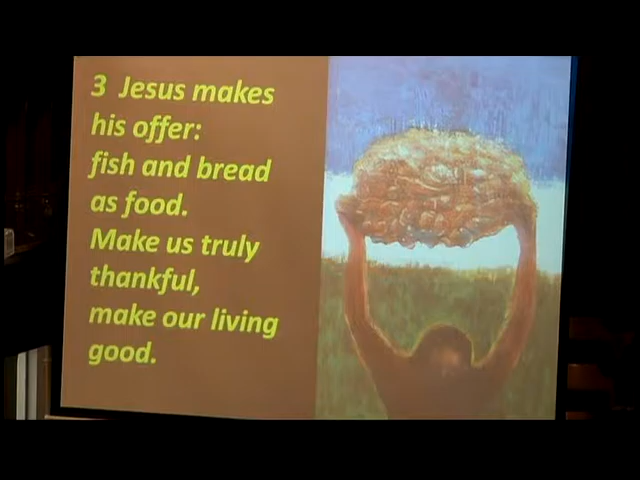 3 Jesus makes
his offer:
fish and bread
as food.
Make us truly
thankful,
make our living
good.